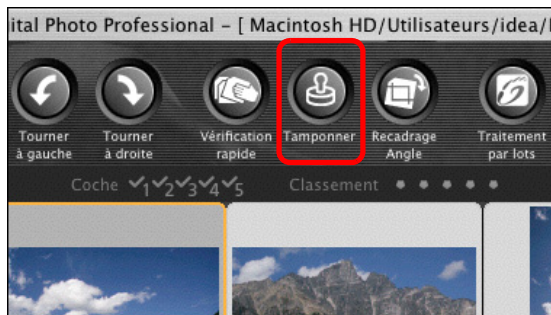 ital Photo Professional – [ Macintosh HD/Utilisateurs/idea/
Tourner à gauche
Tourner à droite
Vérification rapide
Tamponner
Recadrage Angle
Traitement par lots
Coche 1 2 3 4 5 Classement